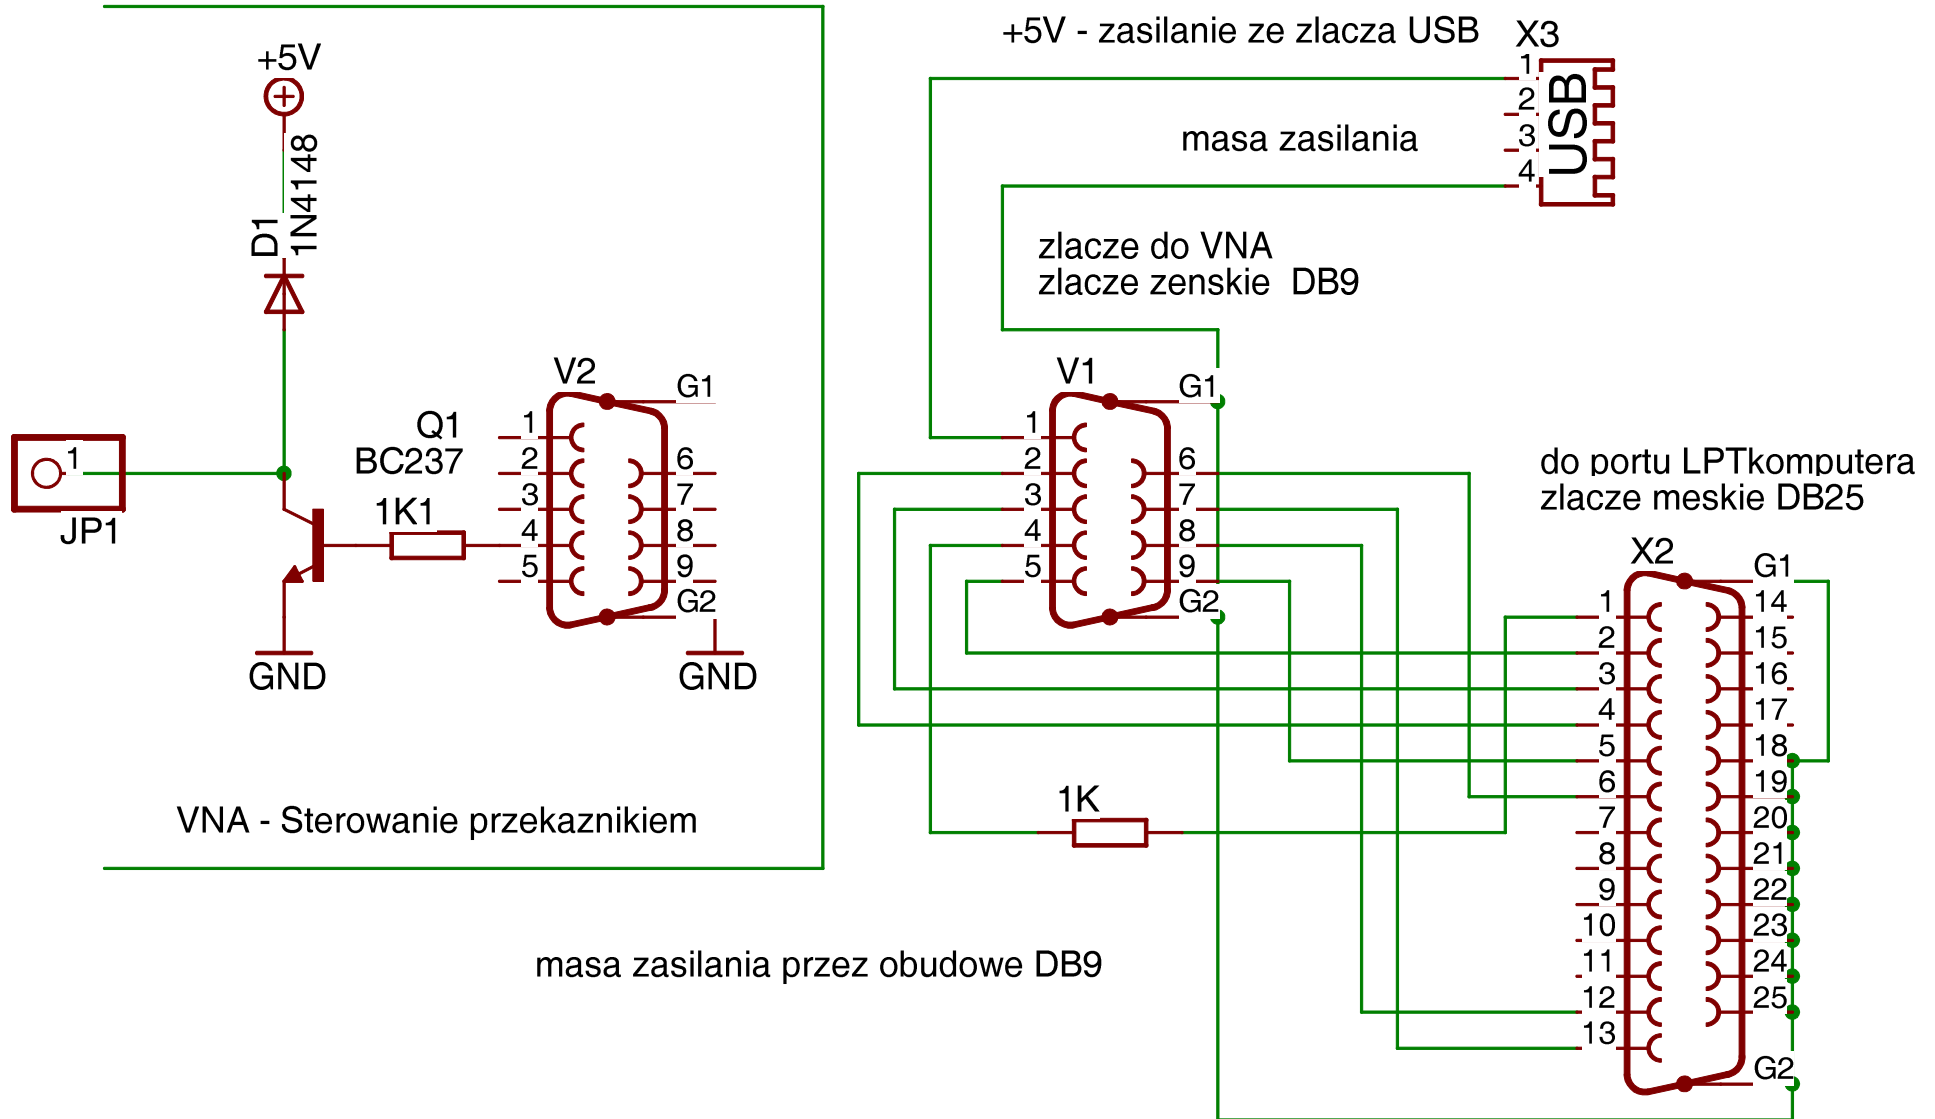 +5V - zasilanie ze zlacza USB
X3
1
2
3
4
USB
masa zasilania
+5V
D1
1N4148
zlacze do VNA
zlacze zenskie DB9
V2
G1
1
2
3
4
5
6
7
8
9
G2
GND
Q1
BC237
1K1
1
JP1
GND
VNA - Sterowanie przekaznikiem
V1
G1
1
2
3
4
5
6
7
8
9
G2
1K
do portu LPTkomputera
zlacze meskie DB25
X2
G1
1
2
3
4
5
6
7
8
9
10
11
12
13
14
15
16
17
18
19
20
21
22
23
24
25
G2
masa zasilania przez obudowe DB9